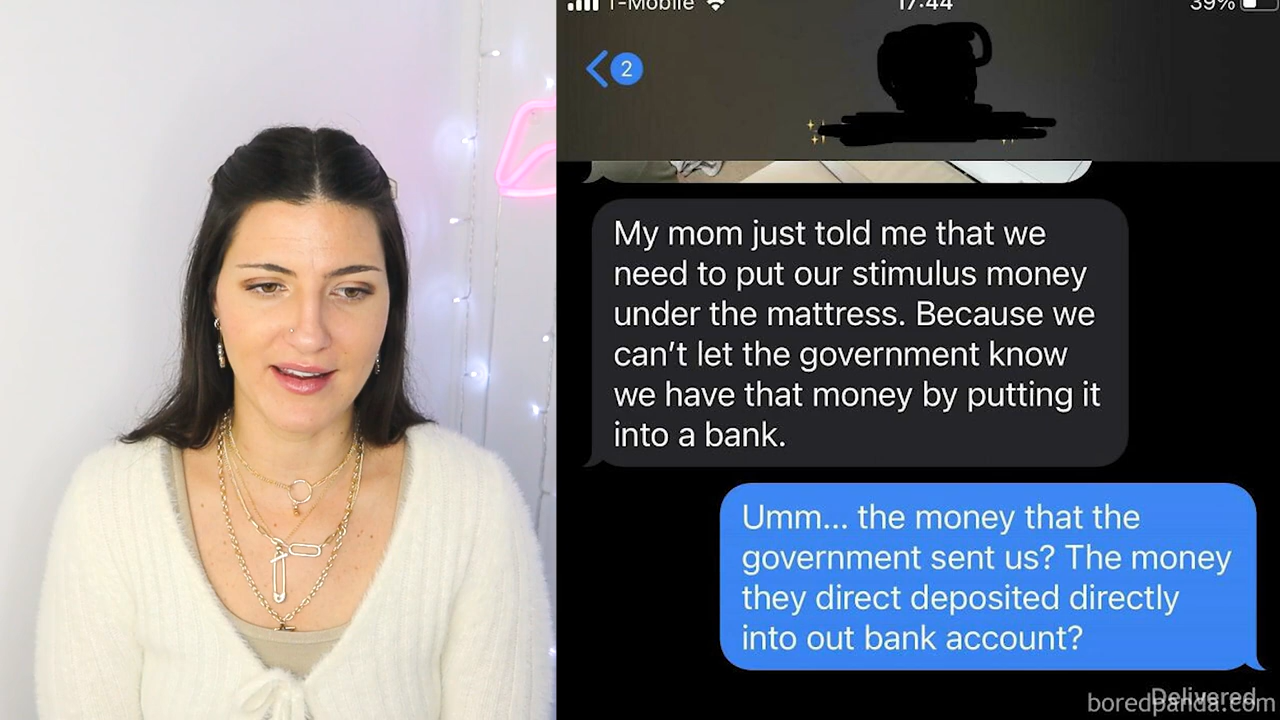 T-Mobile 17:44 39%
2
My mom just told me that we
need to put our stimulus money
under the mattress. Because we
can't let the government know
we have that money by putting it
into a bank.
Umm... the money that the
government sent us? The money
they direct deposited directly
into out bank account?
Delivered
boredpanda.com